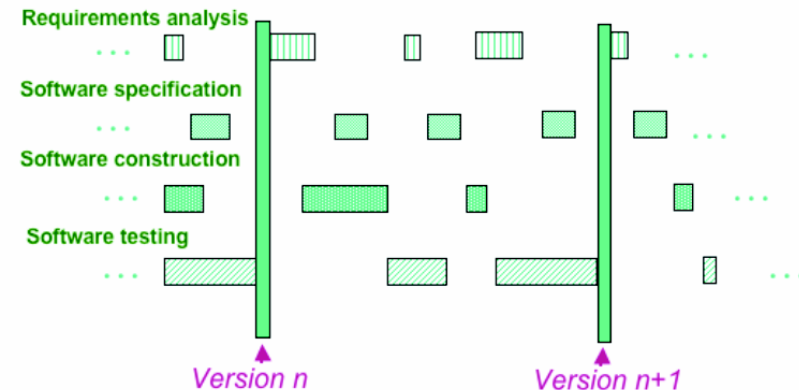 Requirements analysis
. . .
. . .
Software specification
. . .
. . .
Software construction
. . .
. . .
Software testing
. . .
. . .
Version n
Version n+1